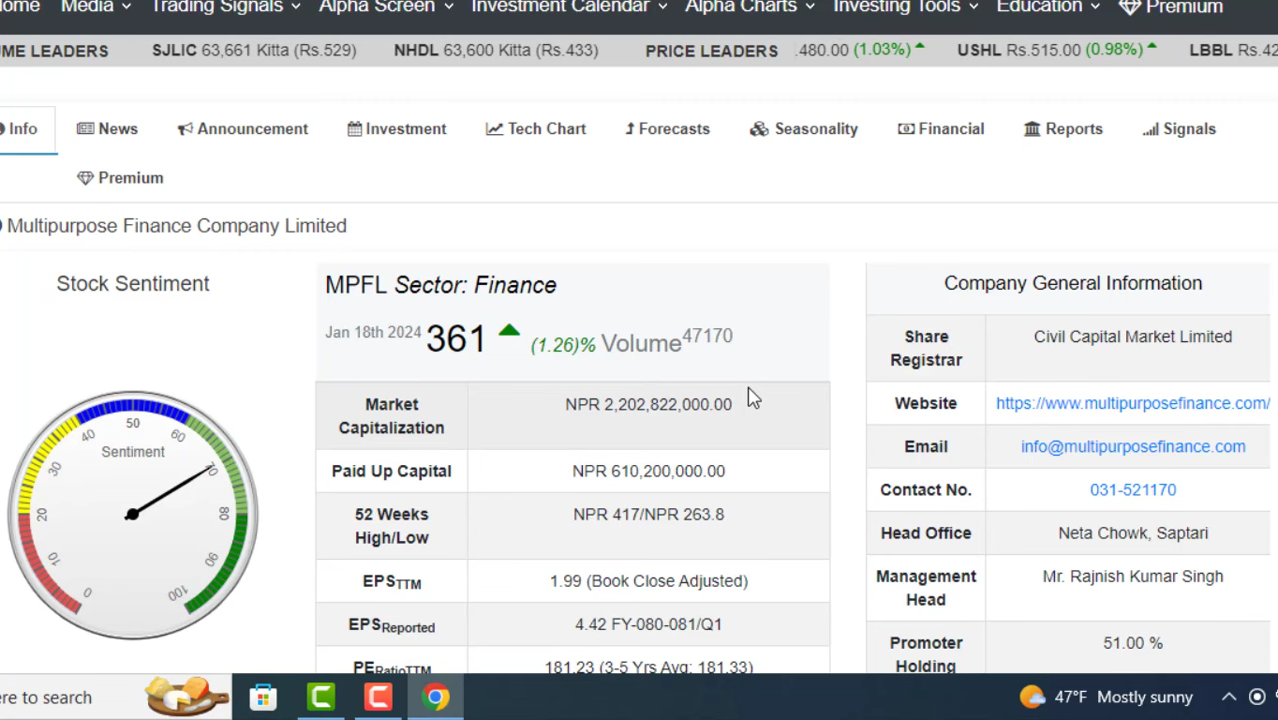 ome Media Trading Signals Alpha Screen Investment Calendar Alpha Charts Investing Tools Education Premium
ME LEADERS SJLIC 63,661 Kitta (Rs.529) NHDL 63,600 Kitta (Rs.433) PRICE LEADERS .480.00 (1.03%) USHL Rs.515.00 (0.98%) LBBL Rs.42
Info News Announcement Investment Tech Chart Forecasts Seasonality Financial Reports Signals
Premium
Multipurpose Finance Company Limited
Stock Sentiment
0
10
20
30
40
50
60
70
80
90
100
Sentiment
MPFL Sector: Finance
Jan 18th 2024 361 (1.26)% Volume 47170
Market Capitalization NPR 2,202,822,000.00
Paid Up Capital NPR 610,200,000.00
52 Weeks High/Low NPR 417/NPR 263.8
EPS TTM 1.99 (Book Close Adjusted)
EPS Reported 4.42 FY-080-081/Q1
PE RatioTTM 181.23 (3-5 Yrs Avg: 181.33)
Company General Information
Share Registrar Civil Capital Market Limited
Website https://www.multipurposefinance.com/
Email info@multipurposefinance.com
Contact No. 031-521170
Head Office Neta Chowk, Saptari
Management Head Mr. Rajnish Kumar Singh
Promoter Holding 51.00 %
ere to search
47°F Mostly sunny